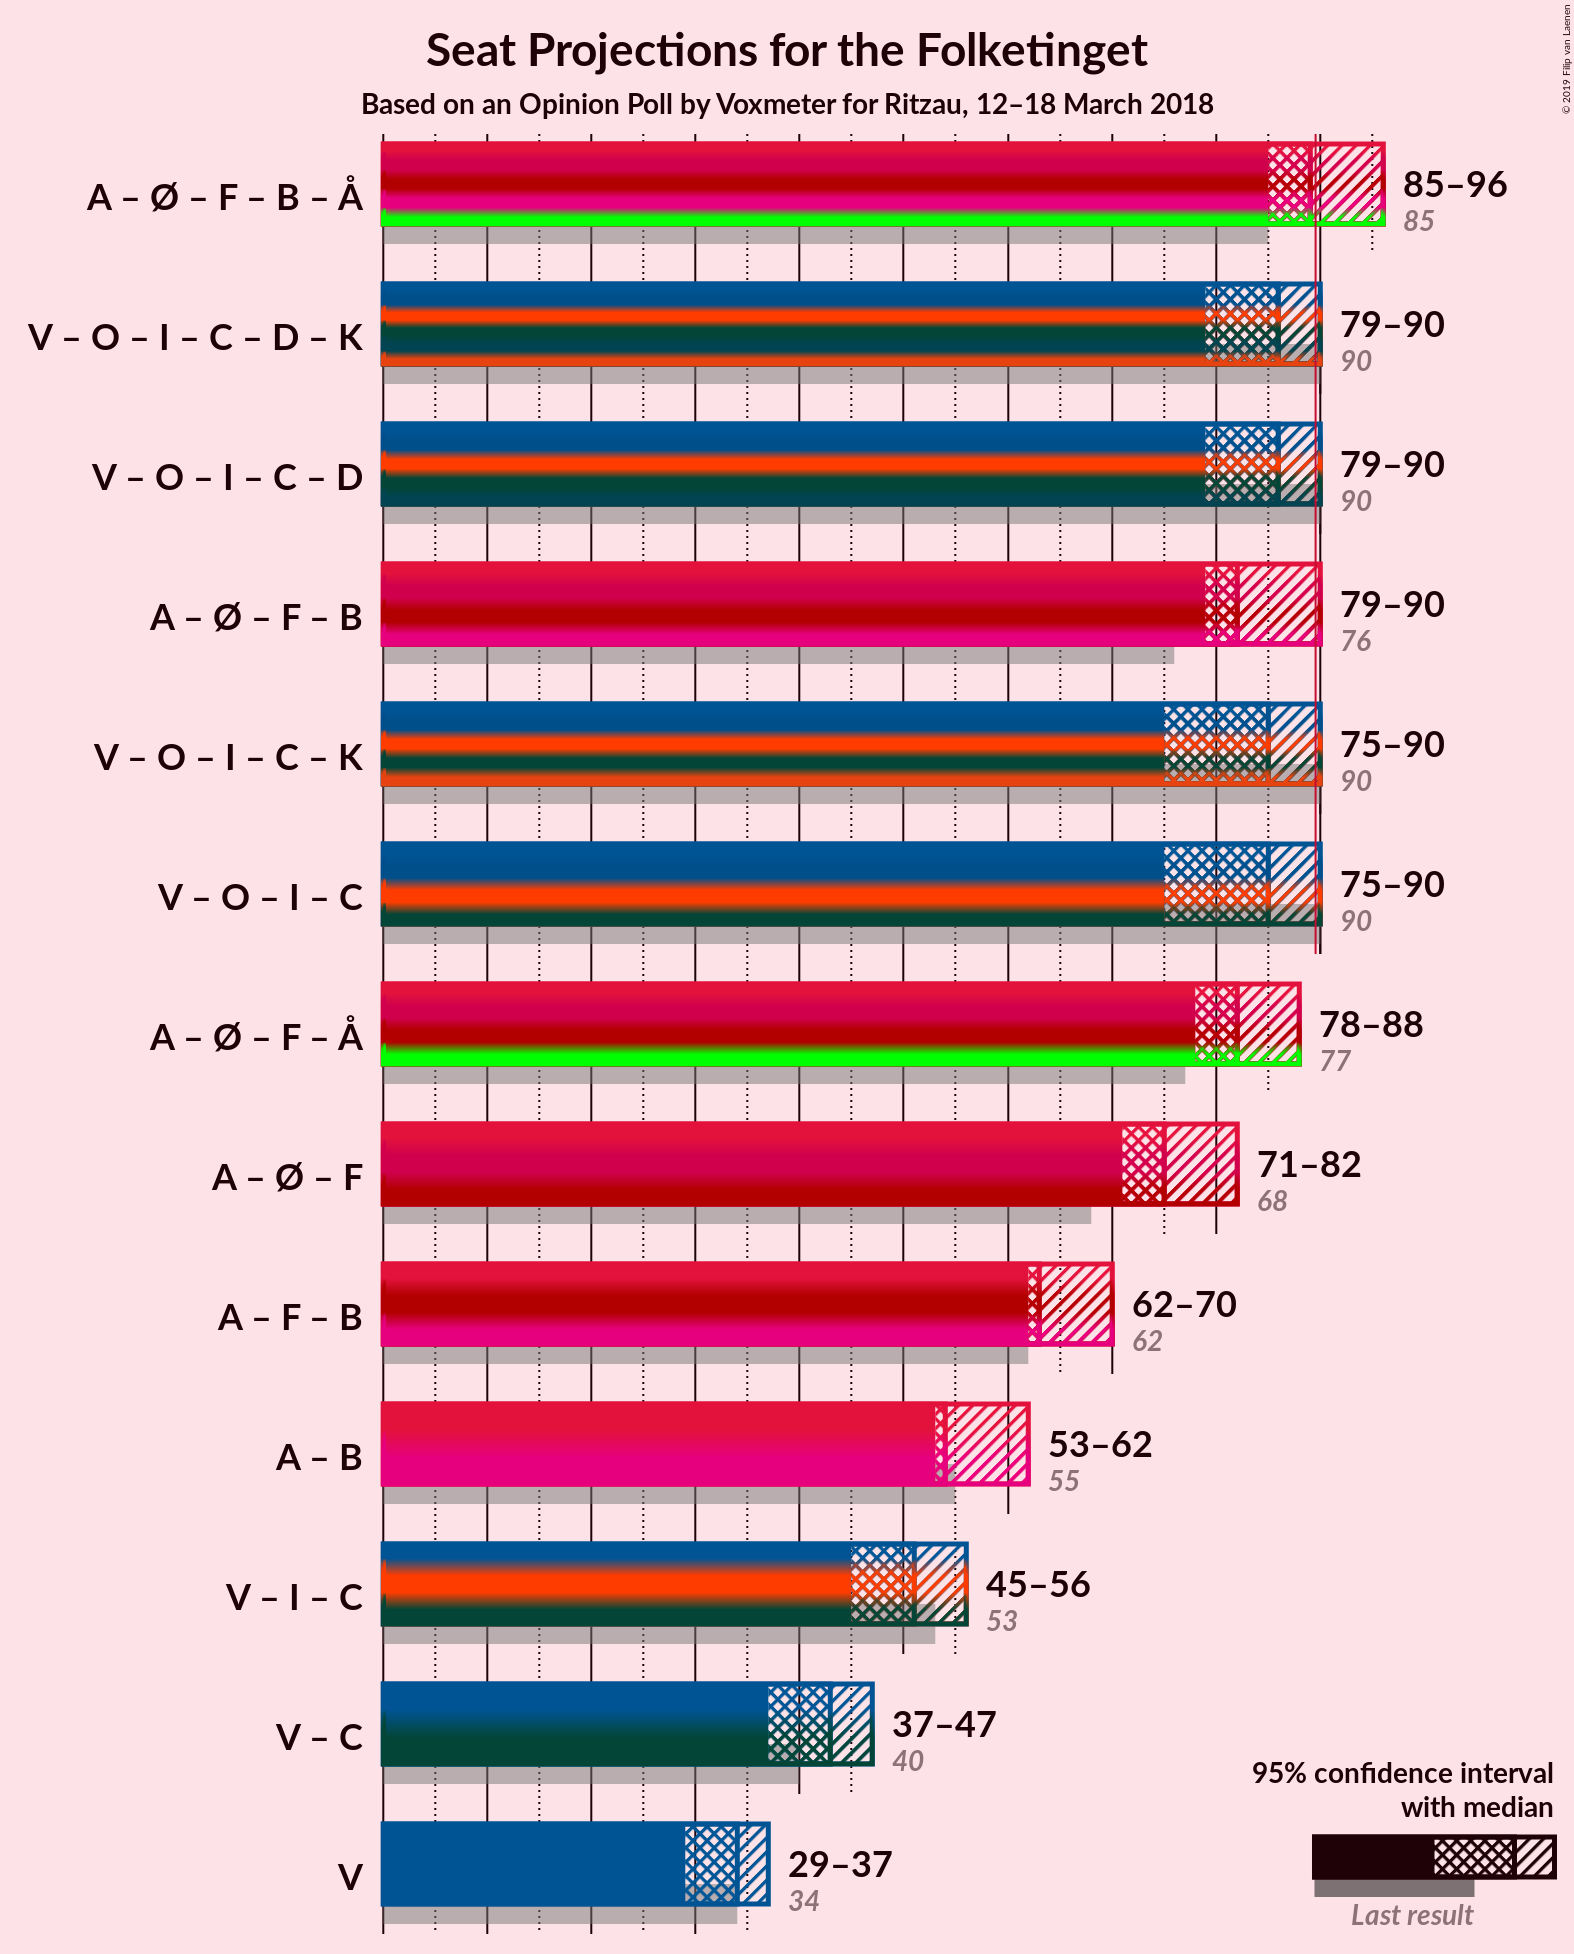 Seat Projections for the Folketinget
Based on an Opinion Poll by Voxmeter for Ritzau, 12–18 March 2018
© 2019 Filip van Laenen
A – Ø – F – B – Å
85–96
85
V – O – I – C – D – K
79–90
90
V – O – I – C – D
79–90
90
A – Ø – F – B
79–90
76
V – O – I – C – K
75–90
90
V – O – I – C
75–90
90
A – Ø – F – Å
78–88
77
A – Ø – F
71–82
68
A – F – B
62–70
62
A – B
53–62
55
V – I – C
45–56
53
V – C
37–47
40
V
29–37
34
95% confidence interval
with median
Last result